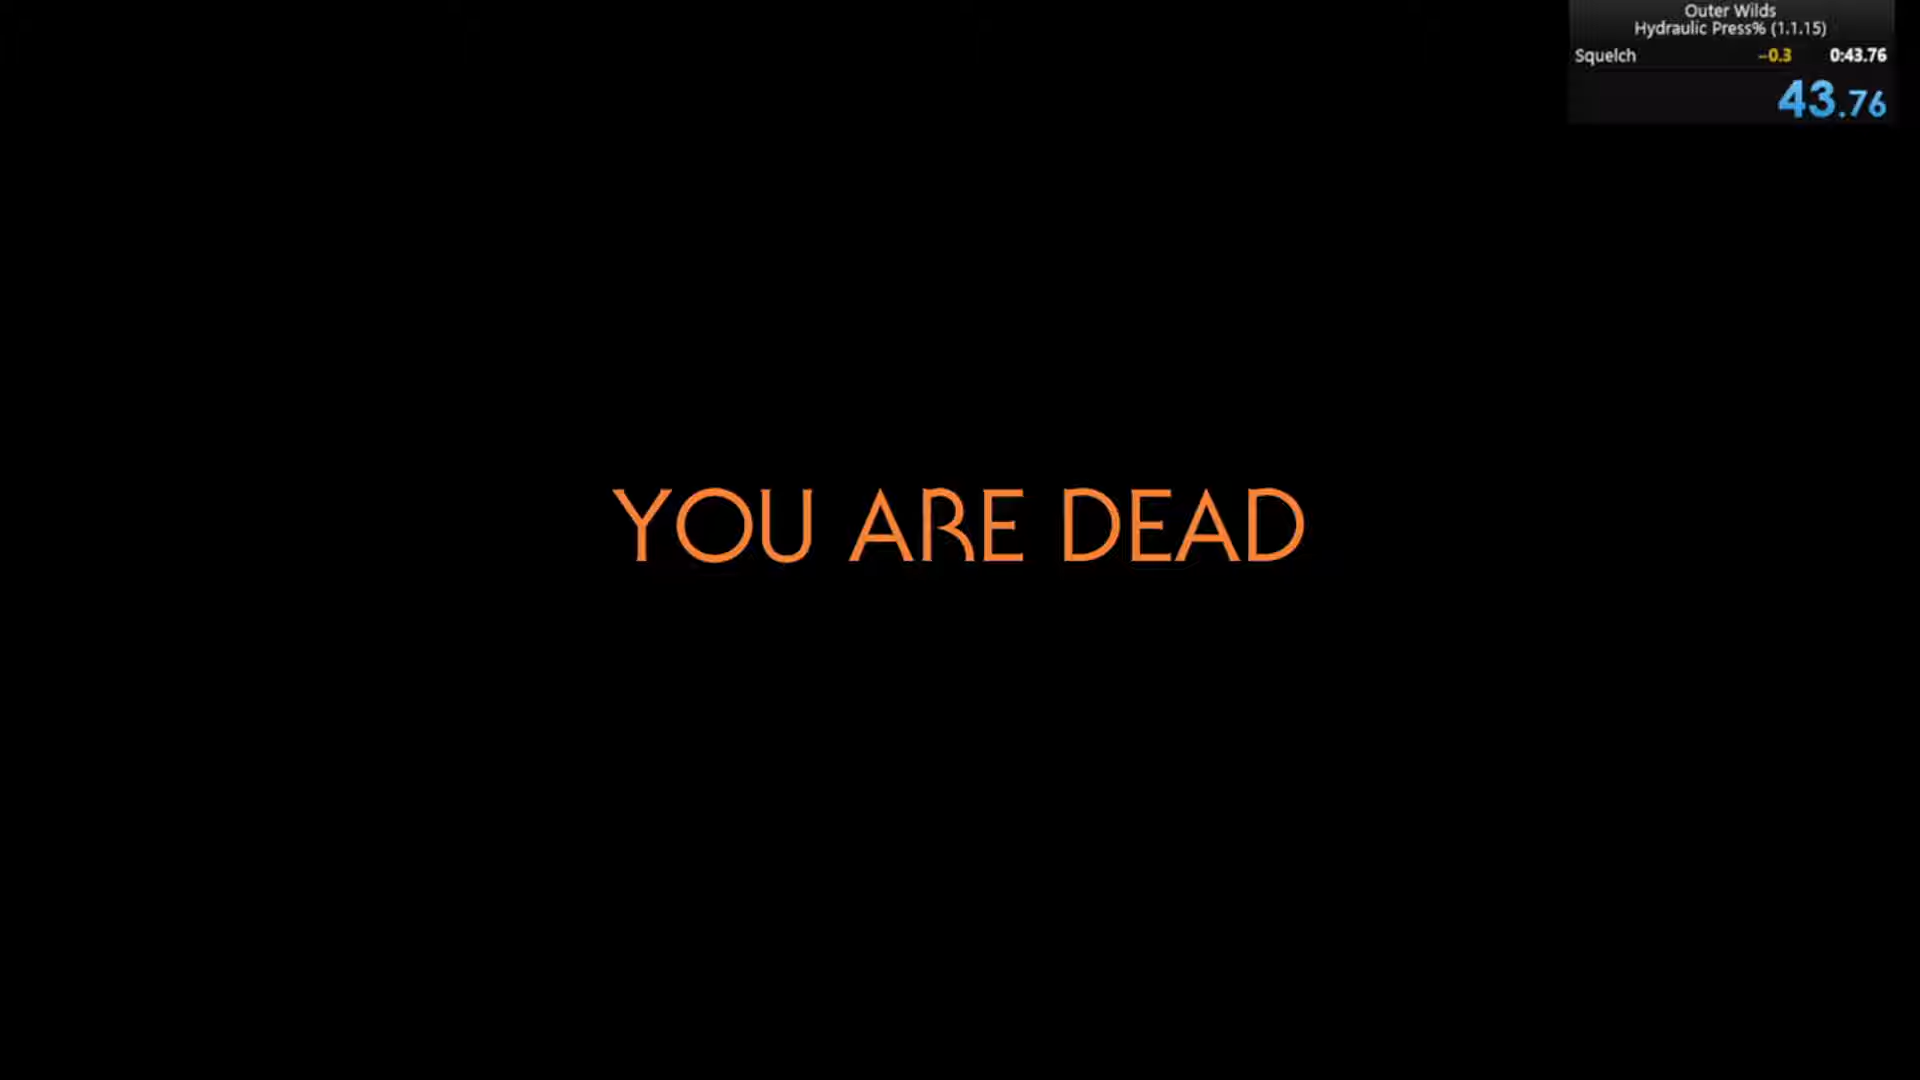 Outer Wilds
Hydraulic Press% (1.1.15)
Squelch −0.3 0:43.76
43.76
YOU ARE DEAD